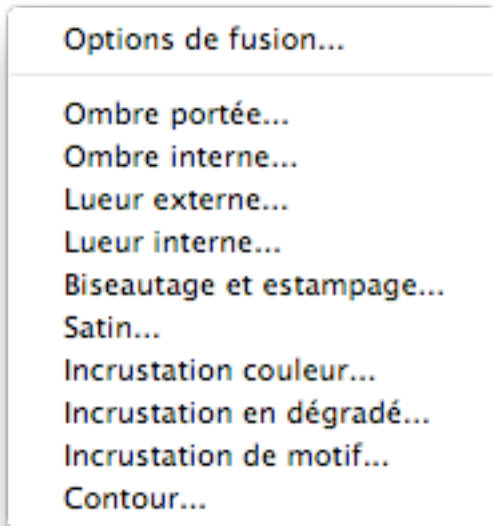 Options de fusion...
Ombre portée...
Ombre interne...
Lueur externe...
Lueur interne...
Biseautage et estampage...
Satin...
Incrustation couleur...
Incrustation en dégradé...
Incrustation de motif...
Contour...